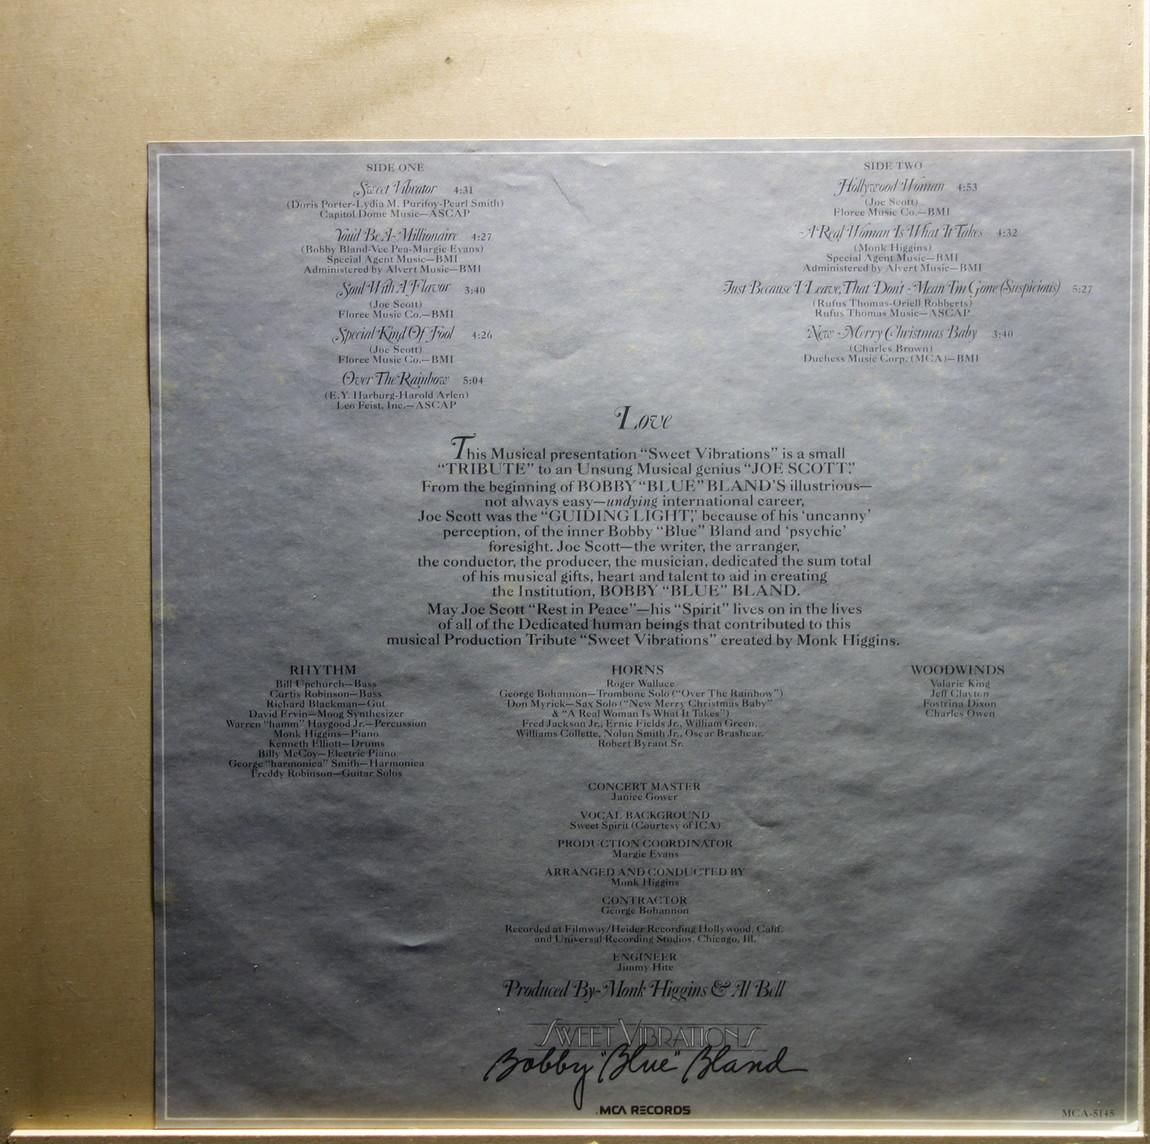 SIDE ONE
Sweet Vibrator 4:31
(Doris Porter-Lydia M. Purifoy-Pearl Smith)
Capitol Dome Music—ASCAP
You'd Be A Millionaire 4:27
(Bobby Bland-Vee Pea-Margie Evans)
Special Agent Music—BMI
Administered by Alvert Music—BMI
Soul With A Flavor 3:40
(Joe Scott)
Floree Music Co.—BMI
Special Kind Of Fool 4:26
(Joe Scott)
Floree Music Co.—BMI
Over The Rainbow 5:04
(E.Y. Harburg-Harold Arlen)
Leo Feist, Inc.—ASCAP
SIDE TWO
Hollywood Woman 4:53
(Joe Scott)
Floree Music Co.—BMI
A Real Woman Is What It Takes 4:32
(Monk Higgins)
Special Agent Music—BMI
Administered by Alvert Music—BMI
Just Because I Leave, That Don't Mean I'm Gone (Suspicious) 5:27
(Rufus Thomas-Oriell Robberts)
Rufus Thomas Music—ASCAP
New Merry Christmas Baby 3:40
(Charles Brown)
Duchess Music Corp. (MCA)—BMI
Love
This Musical presentation “Sweet Vibrations” is a small
“TRIBUTE” to an Unsung Musical genius “JOE SCOTT.”
From the beginning of BOBBY “BLUE” BLAND'S illustrious—
not always easy—undying international career,
Joe Scott was the “GUIDING LIGHT,” because of his ‘uncanny’
perception, of the inner Bobby “Blue” Bland and ‘psychic’
foresight. Joe Scott—the writer, the arranger,
the conductor, the producer, the musician, dedicated the sum total
of his musical gifts, heart and talent to aid in creating
the Institution, BOBBY “BLUE” BLAND.
May Joe Scott “Rest in Peace”—his “Spirit” lives on in the lives
of all of the Dedicated human beings that contributed to this
musical Production Tribute “Sweet Vibrations” created by Monk Higgins.
RHYTHM
Bill Upchurch—Bass
Curtis Robinson—Bass
Richard Blackman—Gut
David Ervin—Moog Synthesizer
Warren “hamm” Haygood Jr.—Percussion
Monk Higgins—Piano
Kenneth Elliott—Drums
Billy McCoy—Electric Piano
George “harmonica” Smith—Harmonica
Freddy Robinson—Guitar Solos
HORNS
Roger Wallace
George Bohannon—Trombone Solo (“Over The Rainbow”)
Don Myrick—Sax Solo (“New Merry Christmas Baby”
& “A Real Woman Is What It Takes”)
Fred Jackson Jr., Ernie Fields Jr., William Green,
Williams Collette, Nolan Smith Jr., Oscar Brashear,
Robert Byrant Sr.
WOODWINDS
Valarie King
Jeff Clayton
Fostrina Dixon
Charles Owen
CONCERT MASTER
Janice Gower
VOCAL BACKGROUND
Sweet Spirit (Courtesy of ICA)
PRODUCTION COORDINATOR
Margie Evans
ARRANGED AND CONDUCTED BY
Monk Higgins
CONTRACTOR
George Bohannon
Recorded at Filmway/Heider Recording Hollywood, Calif.
and Universal Recording Studios, Chicago, Ill.
ENGINEER
Jimmy Hite
Produced By-Monk Higgins & Al Bell
SWEET VIBRATIONS
Bobby “Blue” Bland
MCA RECORDS
MCA-5145